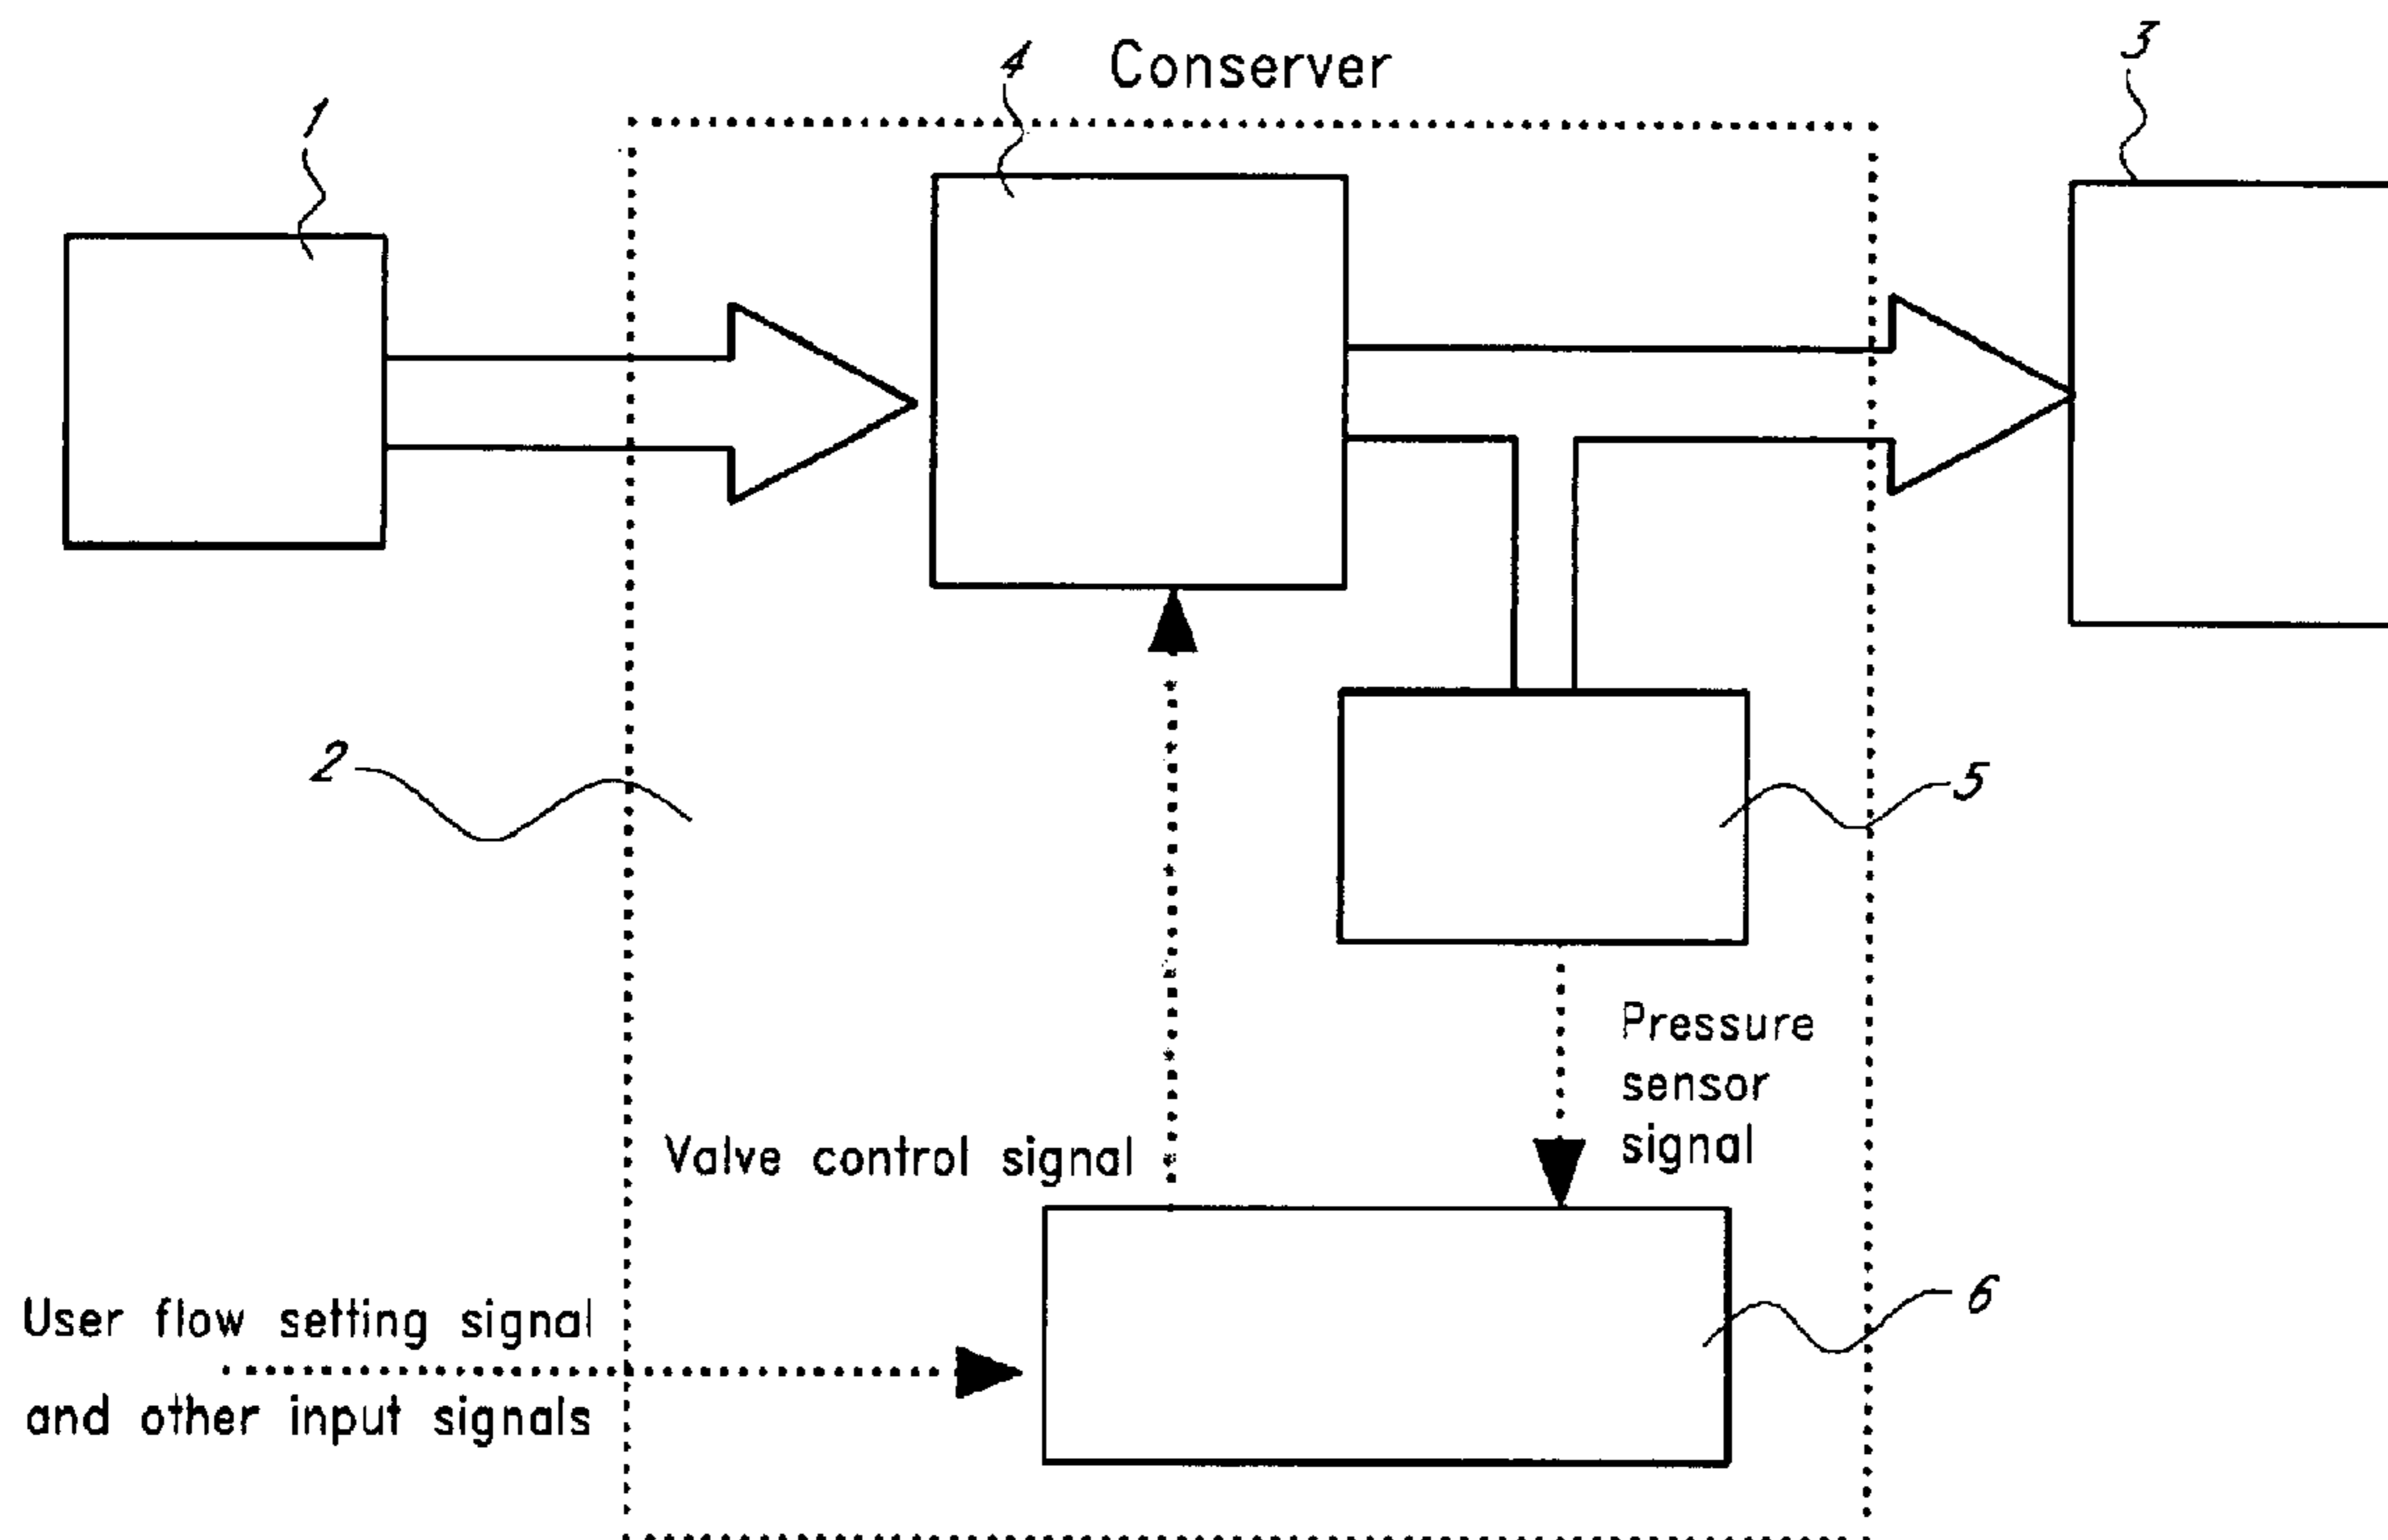 3
4
Conserver
1
2
5
Pressure
sensor
signal
Valve control signal
6
User flow setting signal
and other input signals